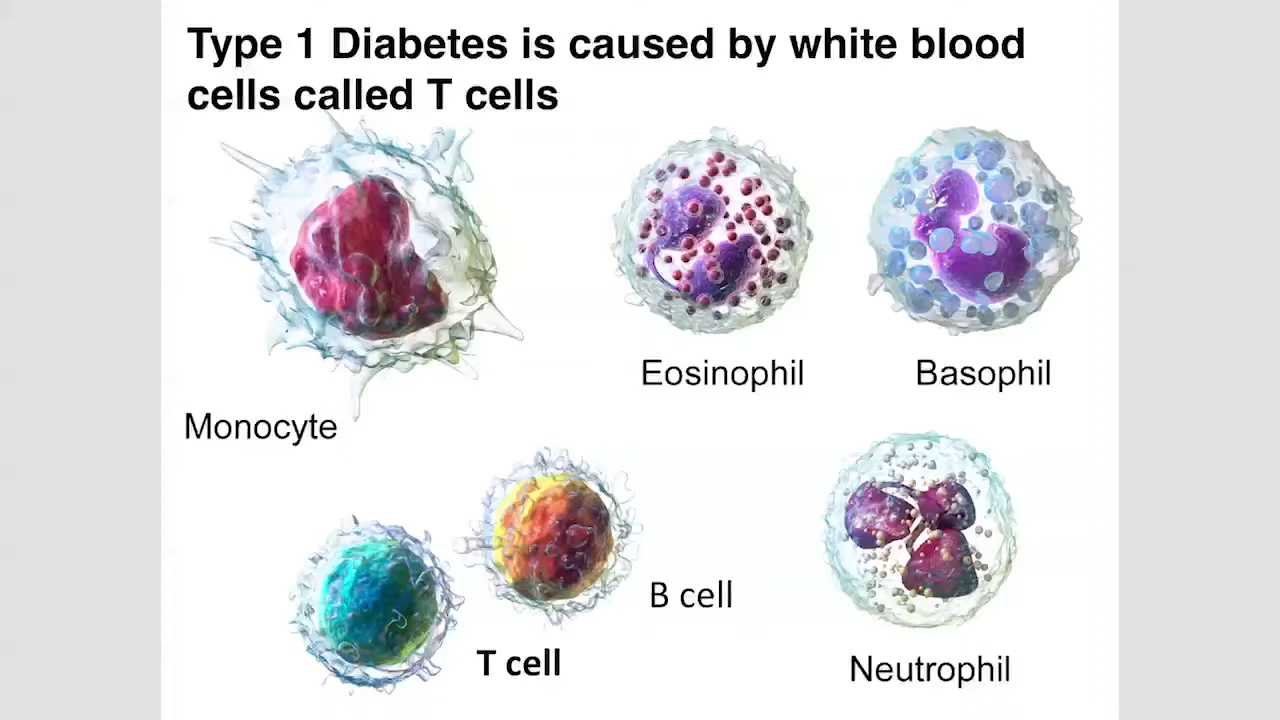 Type 1 Diabetes is caused by white blood
cells called T cells
Eosinophil
Basophil
Monocyte
B cell
T cell
Neutrophil